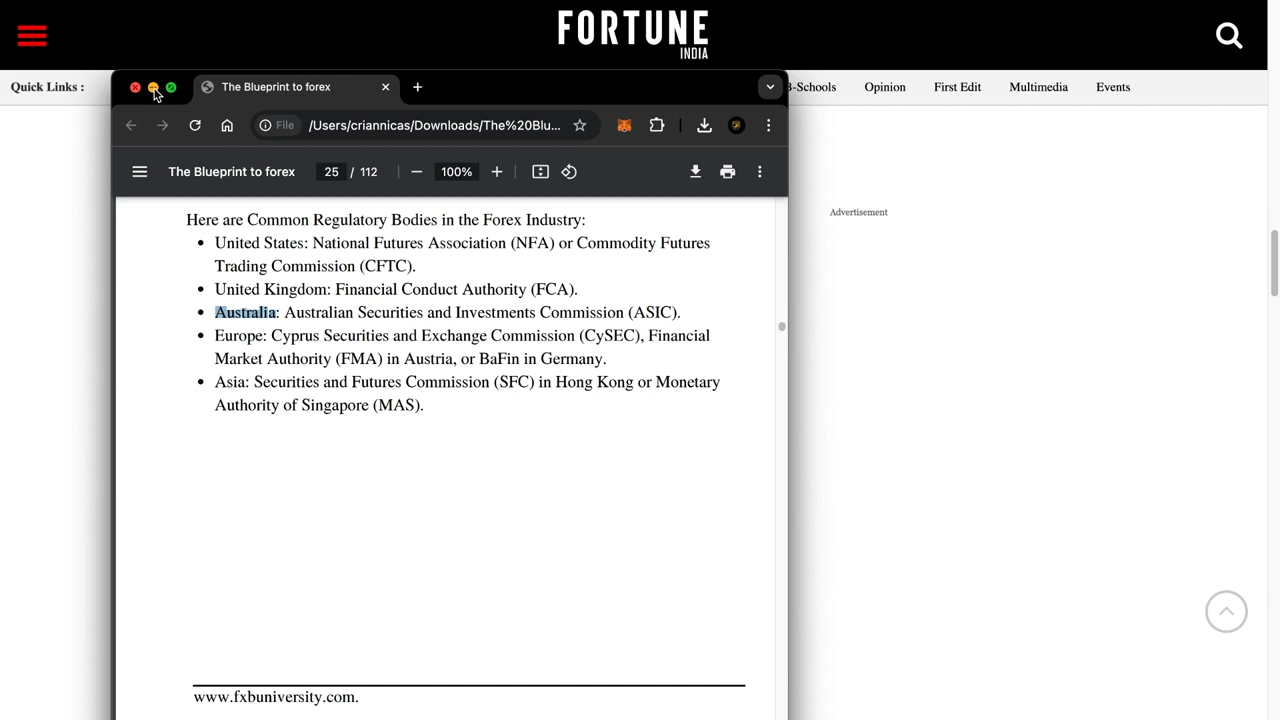 FORTUNE
INDIA
Quick Links :
B-Schools Opinion First Edit Multimedia Events
The Blueprint to forex
File /Users/criannicas/Downloads/The%20Blu...
The Blueprint to forex 25 / 112 100%
Advertisement
Here are Common Regulatory Bodies in the Forex Industry:
• United States: National Futures Association (NFA) or Commodity Futures
Trading Commission (CFTC).
• United Kingdom: Financial Conduct Authority (FCA).
• Australia: Australian Securities and Investments Commission (ASIC).
• Europe: Cyprus Securities and Exchange Commission (CySEC), Financial
Market Authority (FMA) in Austria, or BaFin in Germany.
• Asia: Securities and Futures Commission (SFC) in Hong Kong or Monetary
Authority of Singapore (MAS).
www.fxbuniversity.com.